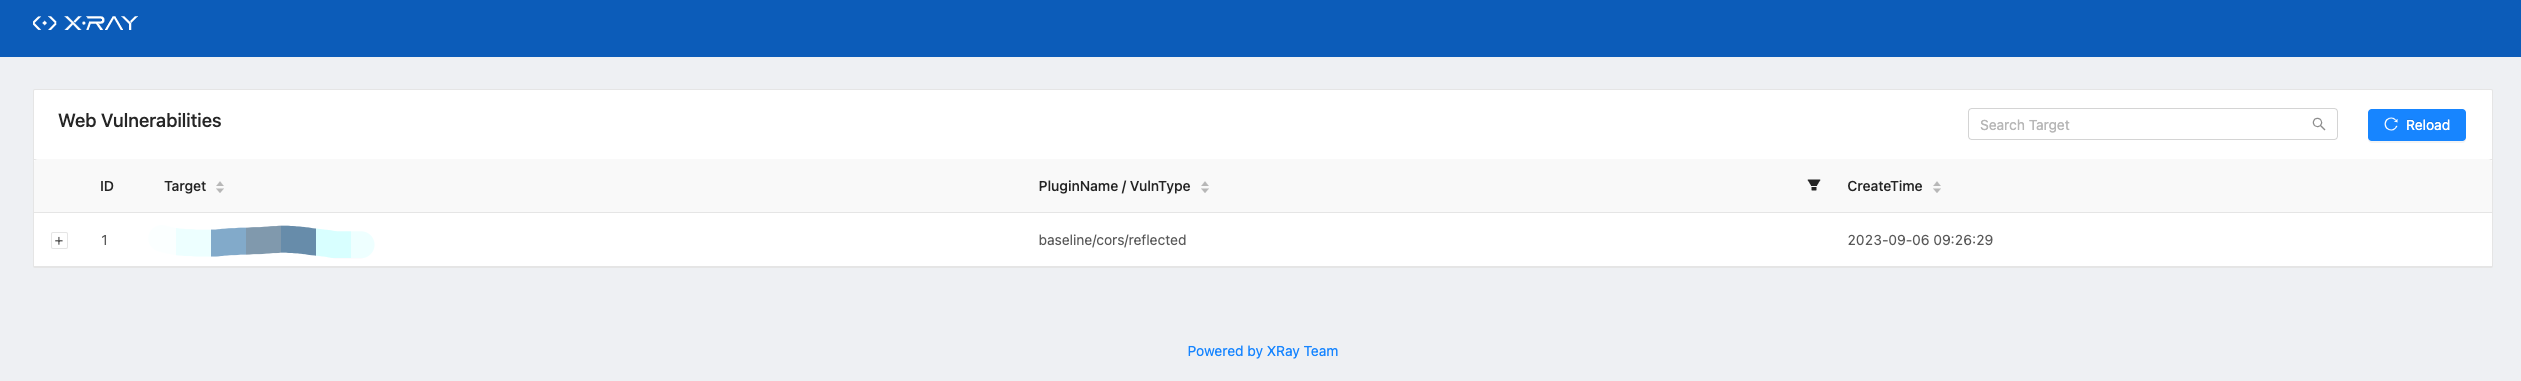 X·RAY
Web Vulnerabilities
Search Target
Reload
ID Target PluginName / VulnType CreateTime
1 baseline/cors/reflected 2023-09-06 09:26:29
Powered by XRay Team